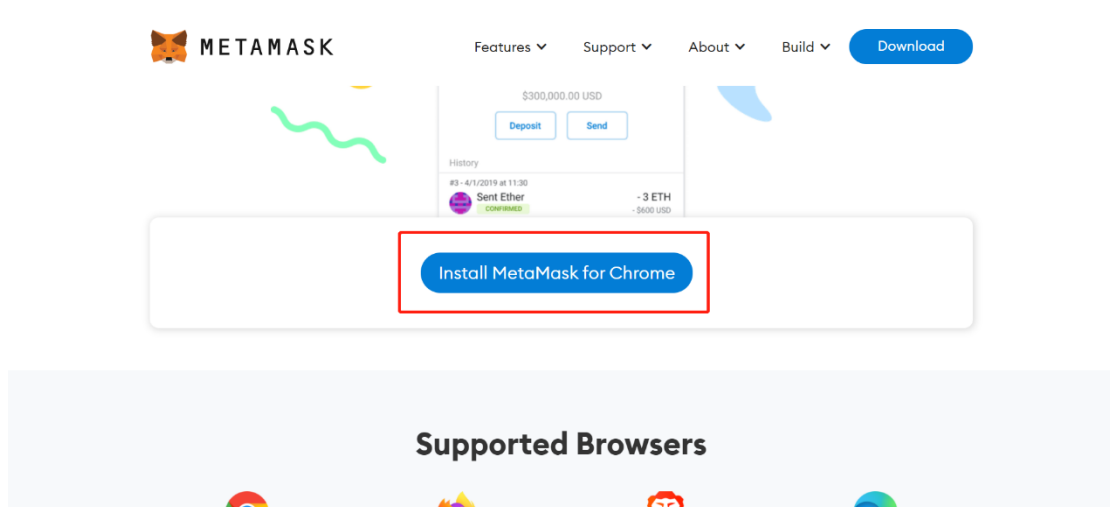 METAMASK
Features
Support
About
Build
Download
$300,000.00 USD
Deposit
Send
History
#3 - 4/1/2019 at 11:30
Sent Ether
- 3 ETH
CONFIRMED
- $600 USD
Install MetaMask for Chrome
Supported Browsers